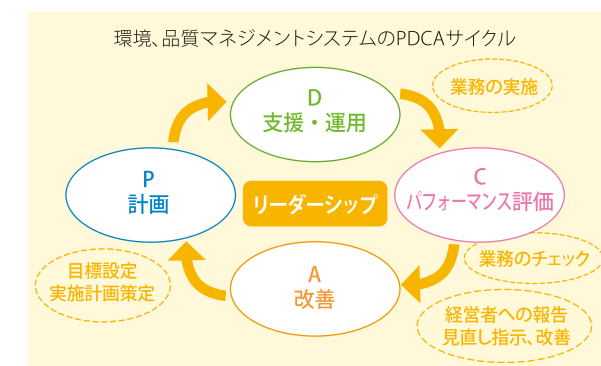 環境、品質マネジメントシステムのPDCAサイクル
D
支援・運用
業務の実施
P
計画
リーダーシップ
C
パフォーマンス評価
業務のチェック
目標設定
実施計画策定
A
改善
経営者への報告
見直し指示、改善